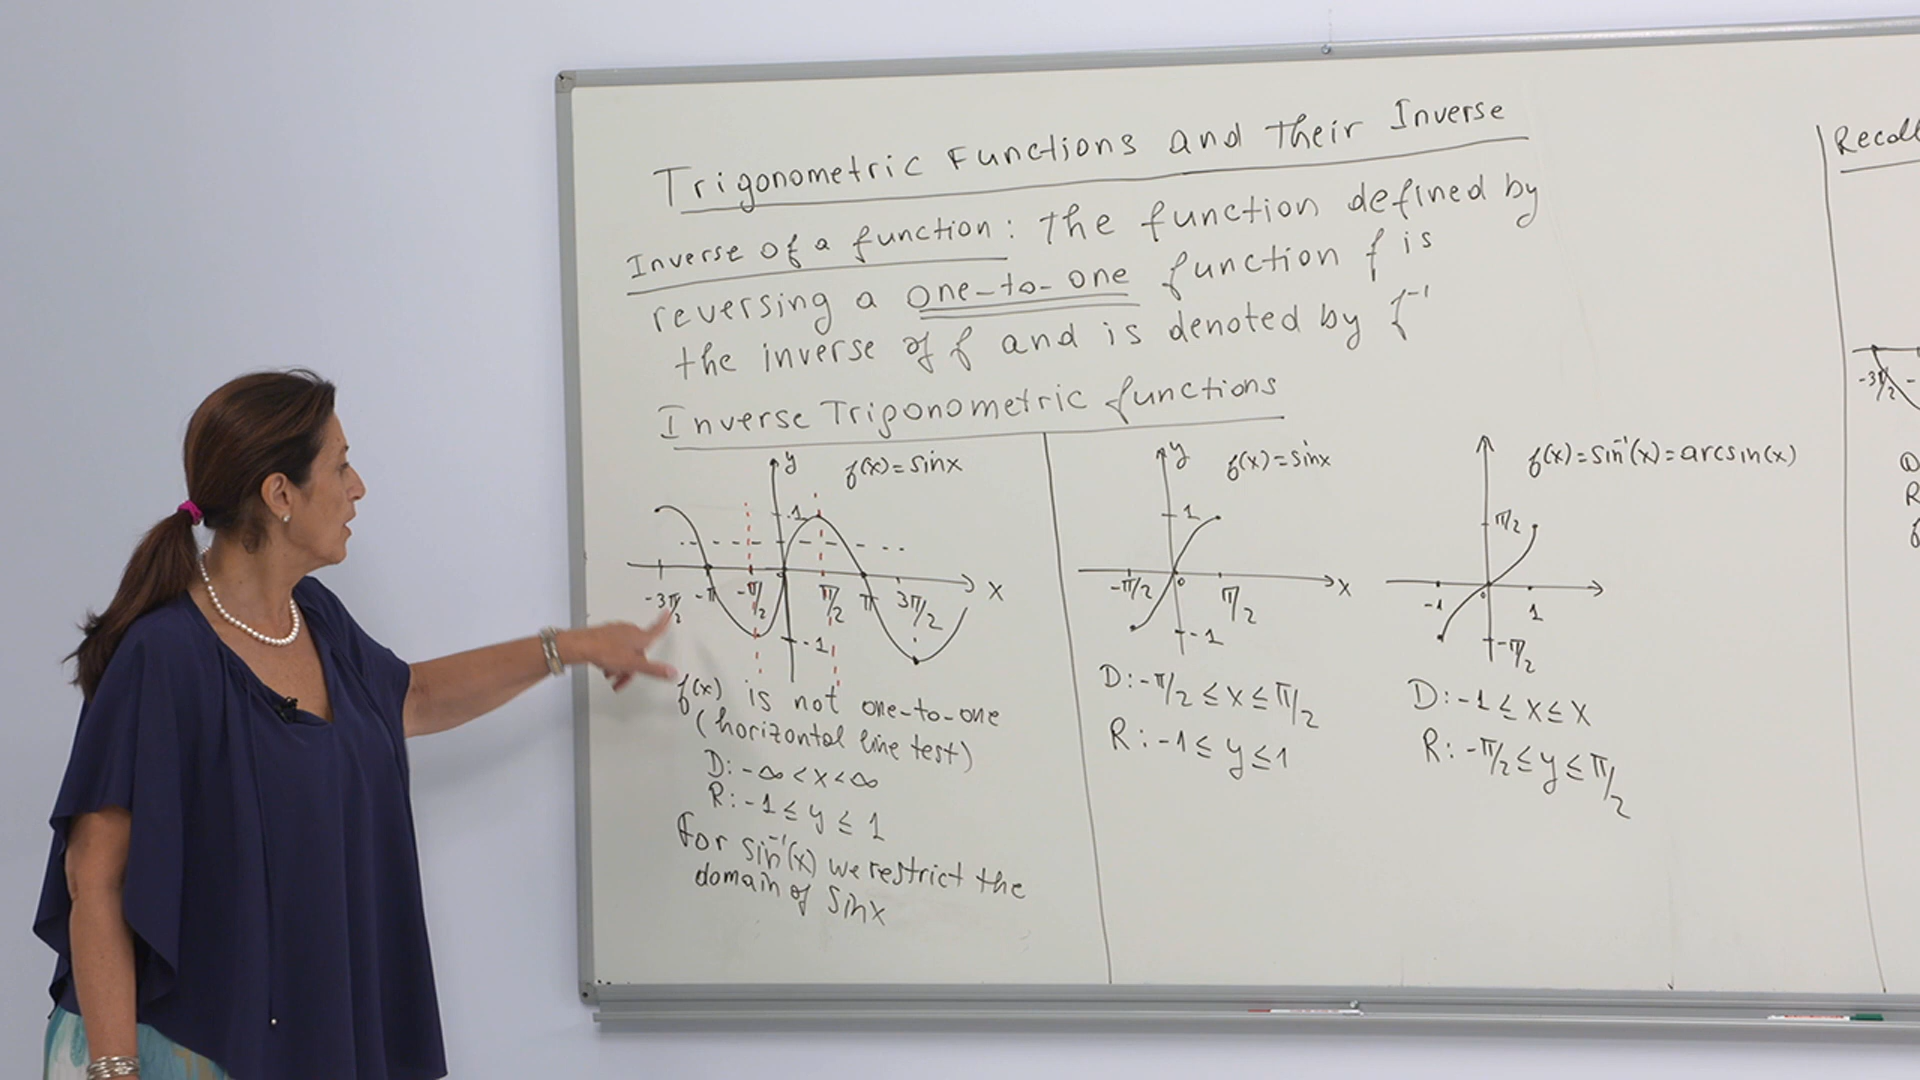 Trigonometric Functions and their Inverse
Inverse of a function: The function defined by
reversing a one-to-one function f is
the inverse of f and is denoted by f⁻¹
Inverse Trigonometric functions
y
f(x)=sinx
1
-3π/2 -π -π/2 0 π/2 π 3π/2 x
-1
f(x) is not one-to-one
(horizontal line test)
D: -∞<x<∞
R: -1≤y≤1
For sin⁻¹(x) we restrict the
domain of sinx
y
f(x)=sinx
1
-π/2 0 π/2 x
-1
D: -π/2≤x≤π/2
R: -1≤y≤1
f(x)=sin⁻¹(x)=arcsin(x)
π/2
-1 0 1
-π/2
D: -1≤x≤x
R: -π/2≤y≤π/2
Recall
-3π/2 -
D
R
f